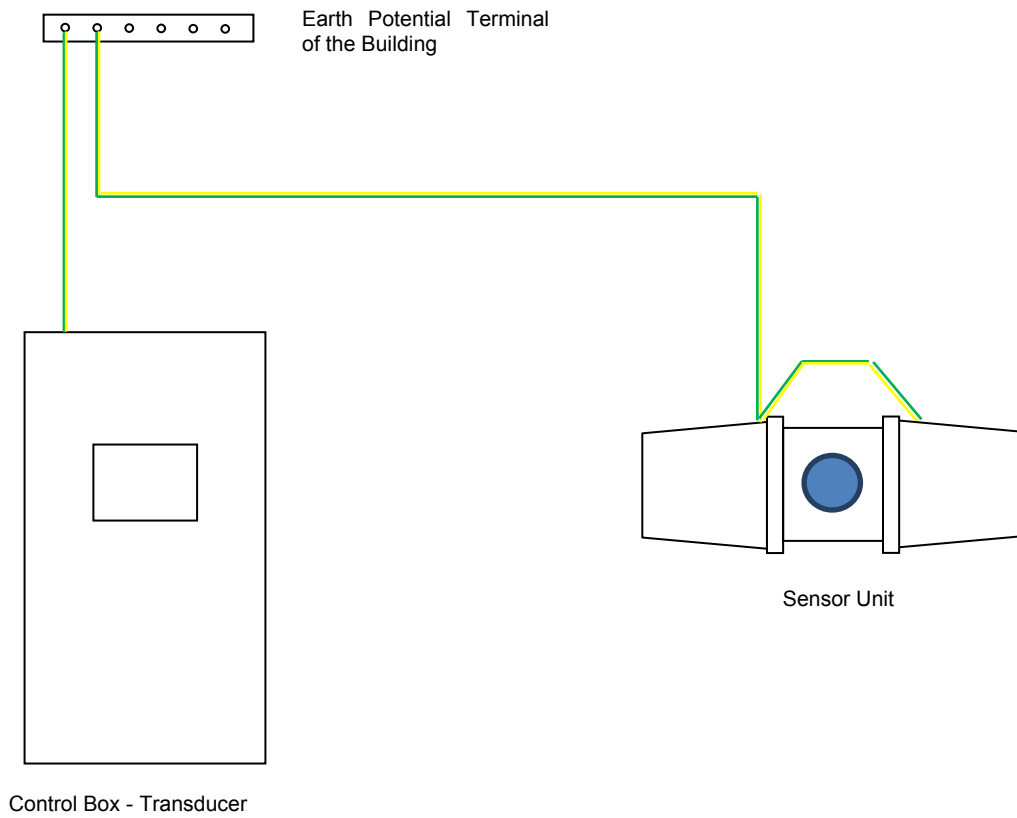 Earth Potential Terminal
of the Building
Sensor Unit
Control Box - Transducer